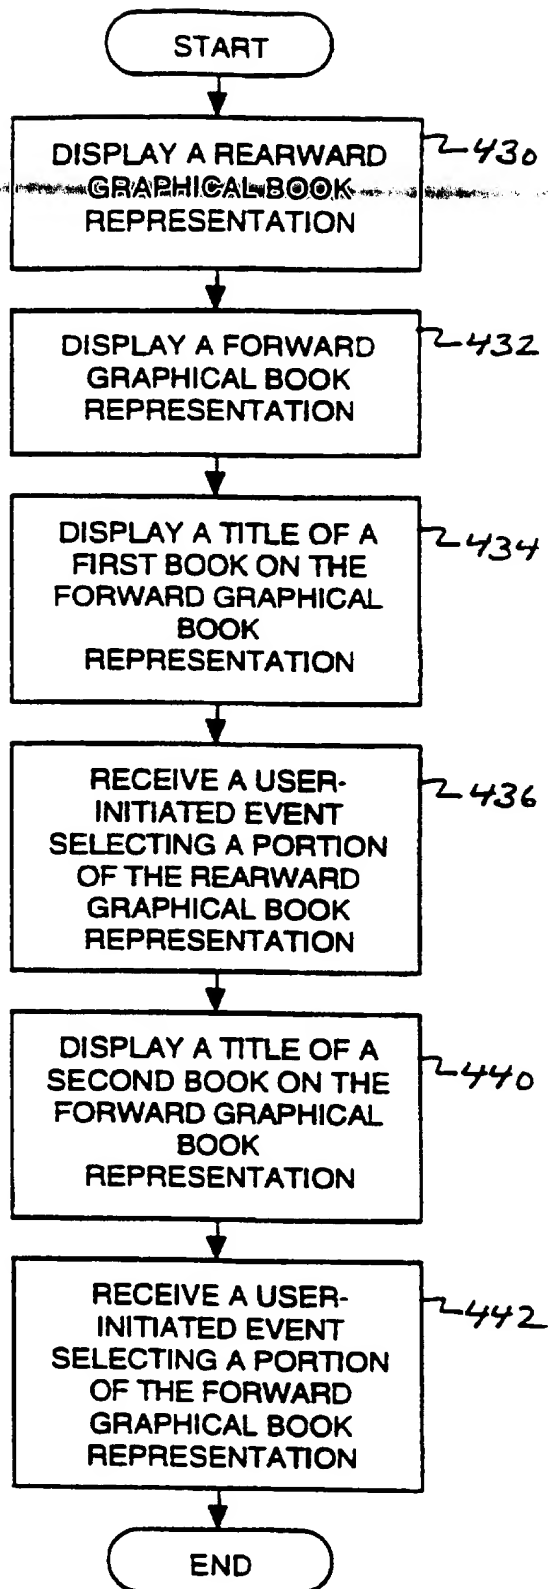 START
DISPLAY A REARWARD
GRAPHICAL BOOK
REPRESENTATION
430
DISPLAY A FORWARD
GRAPHICAL BOOK
REPRESENTATION
432
DISPLAY A TITLE OF A
FIRST BOOK ON THE
FORWARD GRAPHICAL
BOOK
REPRESENTATION
434
RECEIVE A USER-
INITIATED EVENT
SELECTING A PORTION
OF THE REARWARD
GRAPHICAL BOOK
REPRESENTATION
436
DISPLAY A TITLE OF A
SECOND BOOK ON THE
FORWARD GRAPHICAL
BOOK
REPRESENTATION
440
RECEIVE A USER-
INITIATED EVENT
SELECTING A PORTION
OF THE FORWARD
GRAPHICAL BOOK
REPRESENTATION
442
END